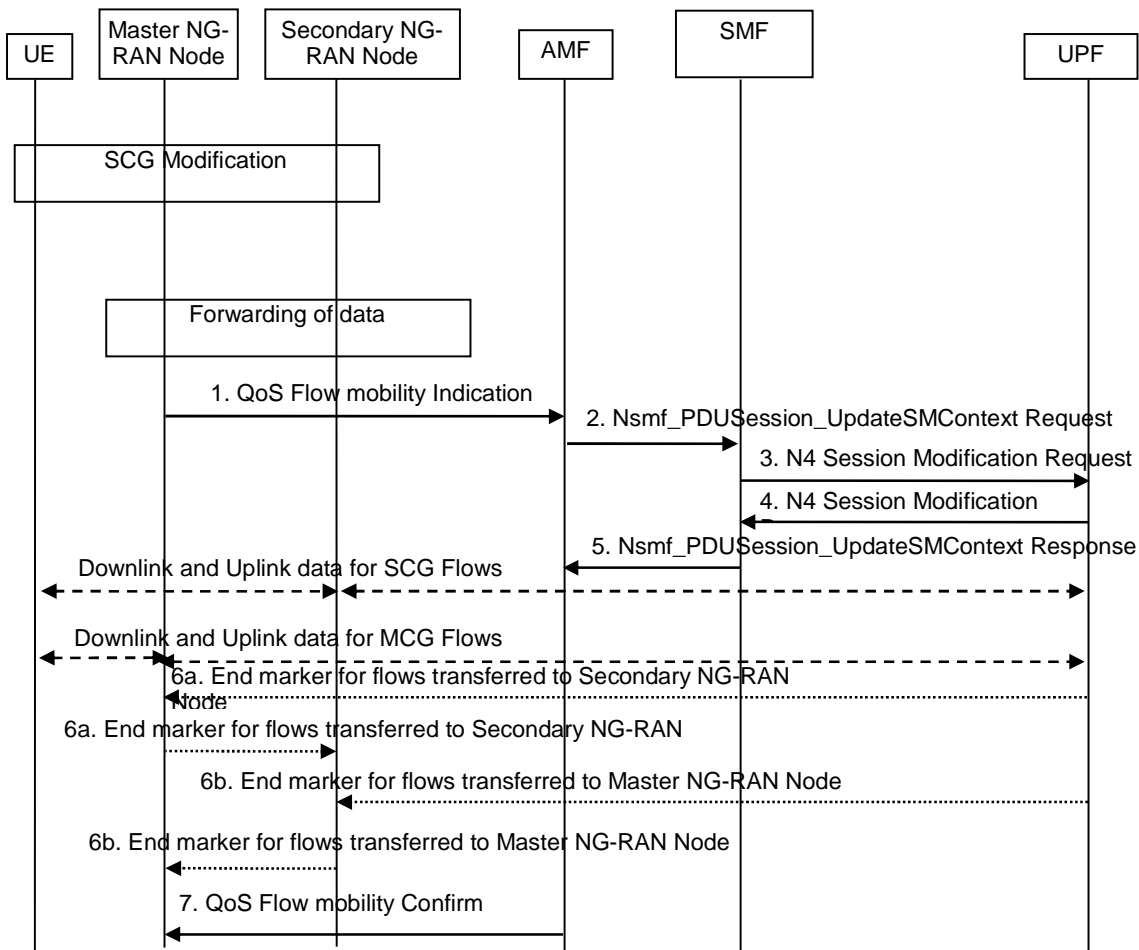 UE
Master NG-
RAN Node
Secondary NG-
RAN Node
AMF
SMF
UPF
SCG Modification
Forwarding of data
1. QoS Flow mobility Indication
2. Nsmf_PDUSession_UpdateSMContext Request
3. N4 Session Modification Request
4. N4 Session Modification
5. Nsmf_PDUSession_UpdateSMContext Response
Downlink and Uplink data for SCG Flows
Downlink and Uplink data for MCG Flows
6a. End marker for flows transferred to Secondary NG-RAN
Node
6a. End marker for flows transferred to Secondary NG-RAN
6b. End marker for flows transferred to Master NG-RAN Node
6b. End marker for flows transferred to Master NG-RAN Node
7. QoS Flow mobility Confirm